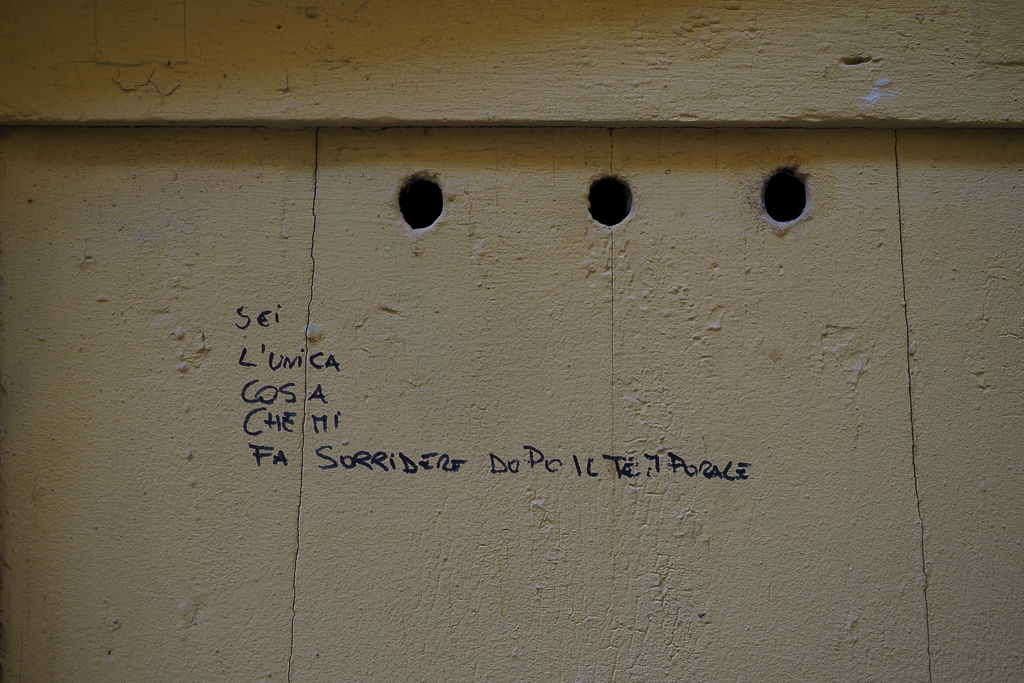 SEI
L'UNICA
COSA
CHE MI
FA SORRIDERE DOPO IL TEMPORALE